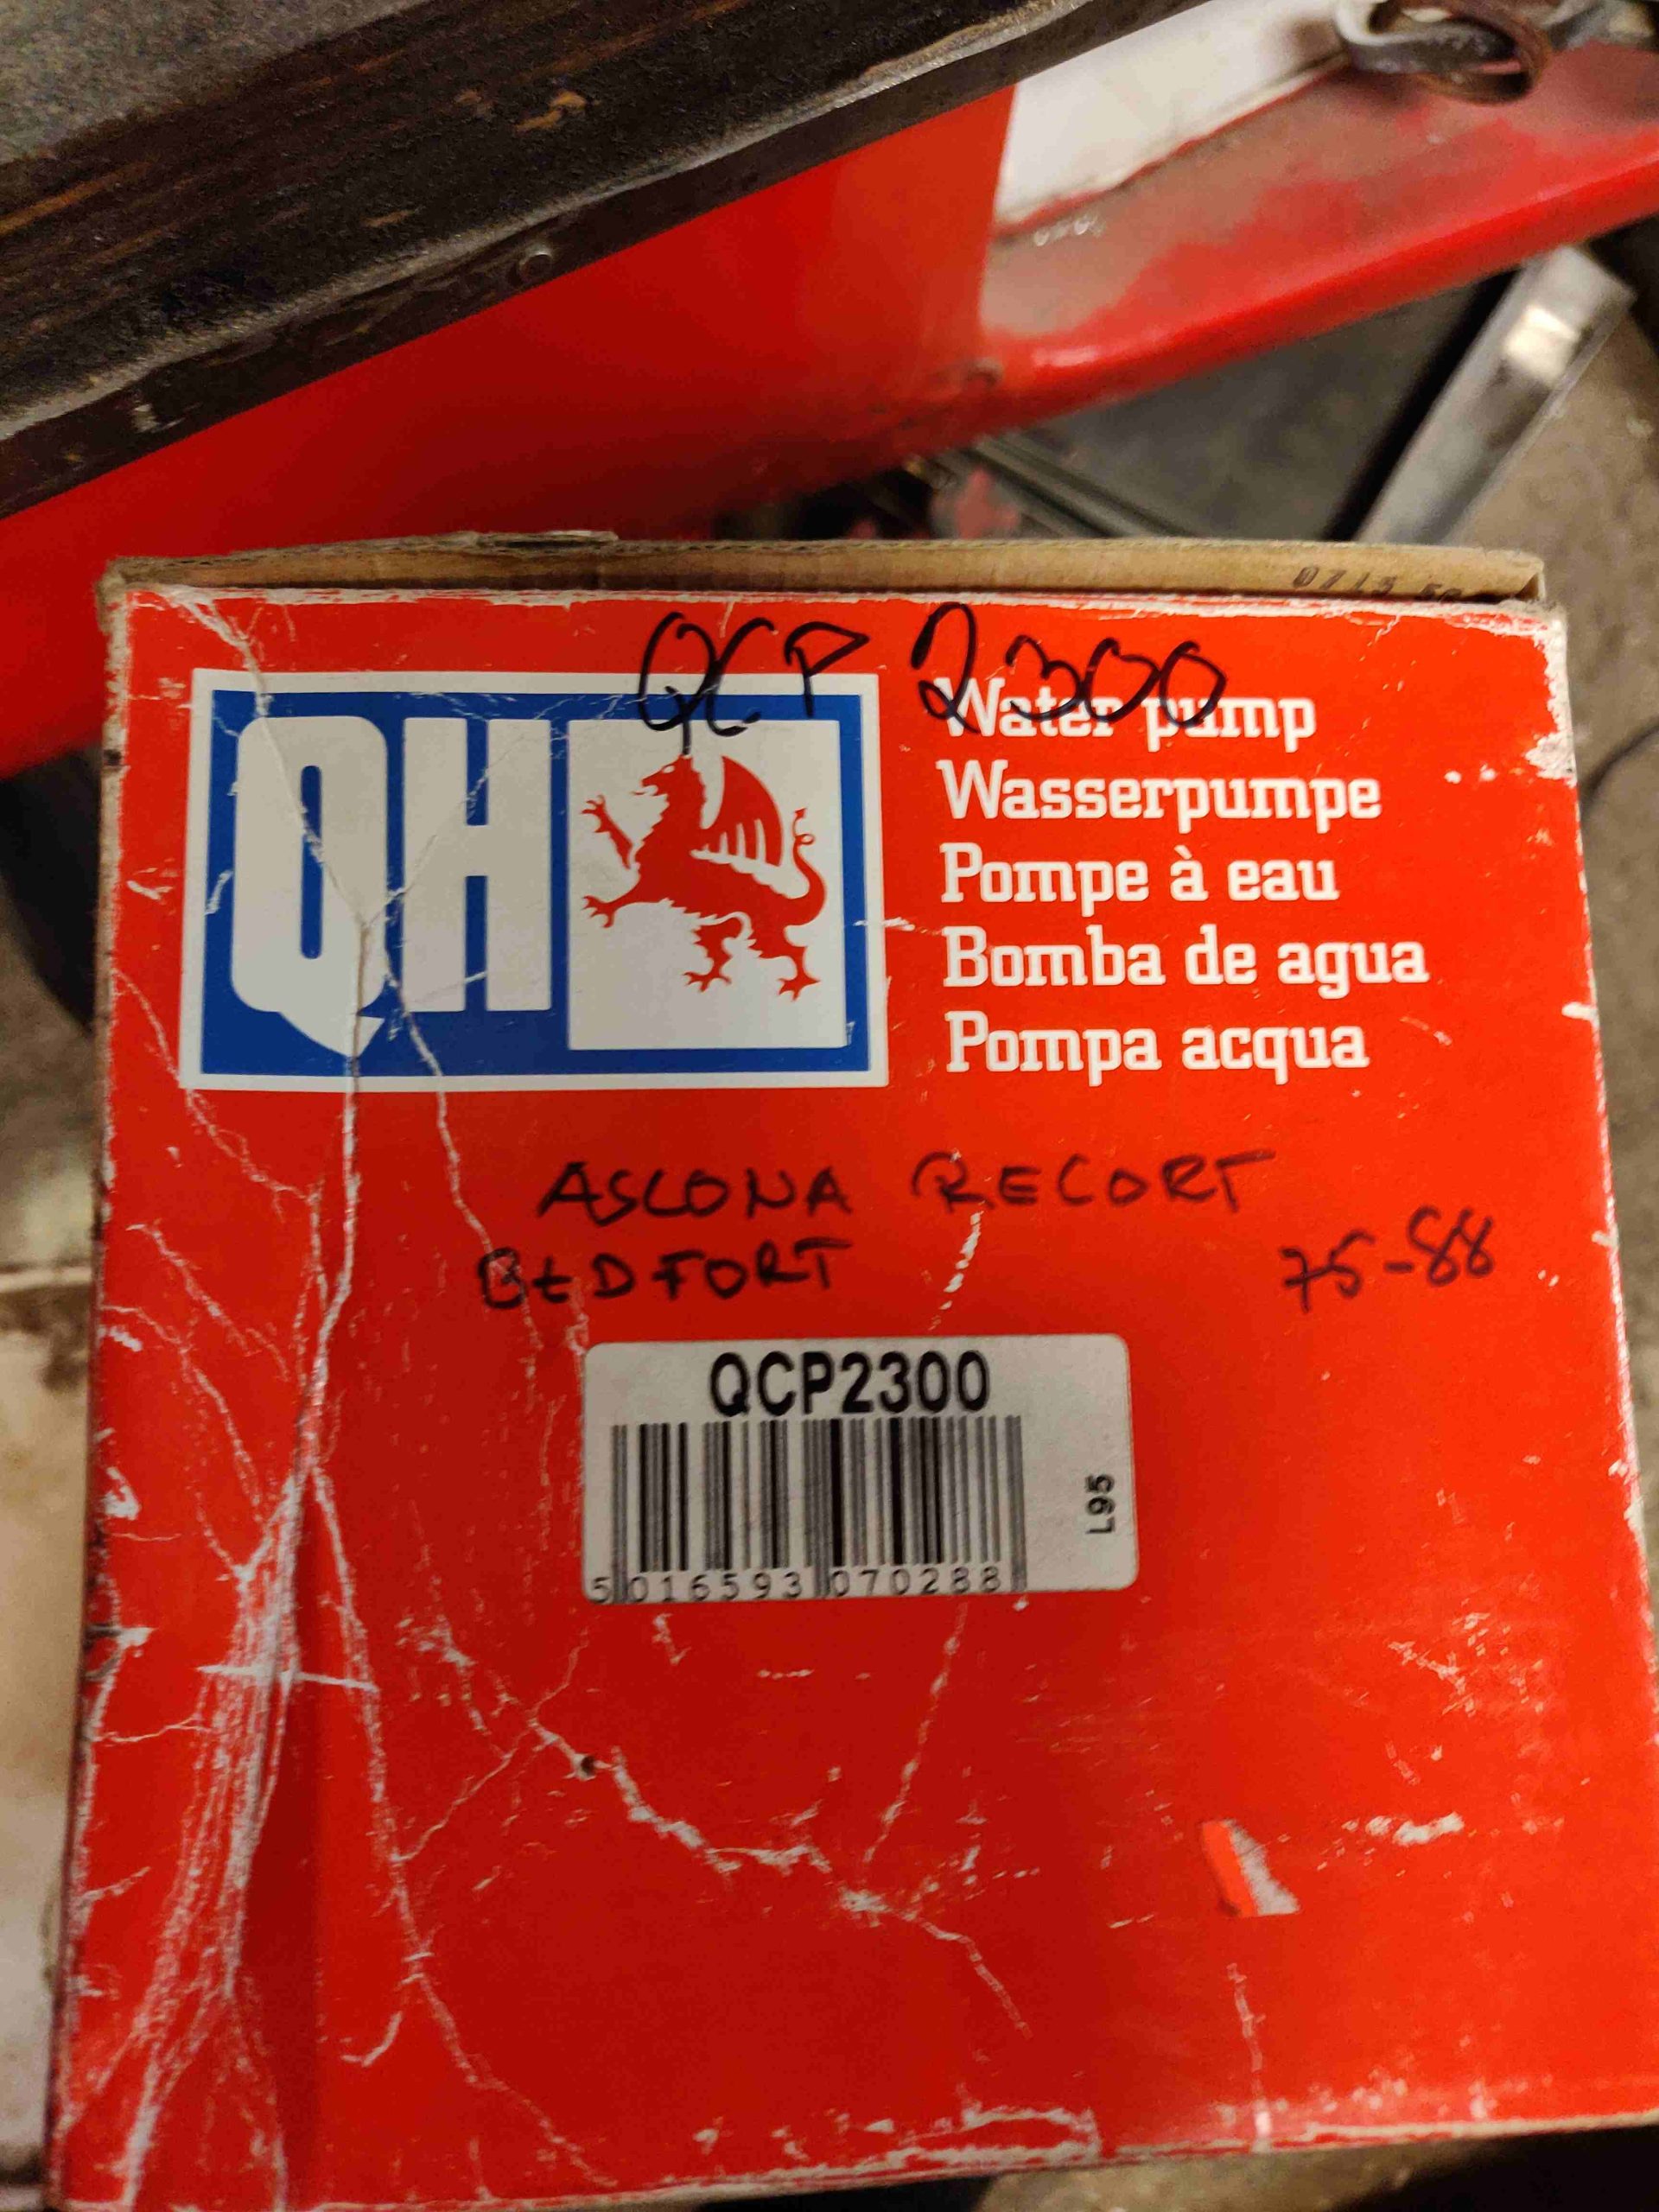 0713
QCP 2300
QH
Water pump
Wasserpumpe
Pompe à eau
Bomba de agua
Pompa acqua
ASCONA RECORT
BEDFORT 75-88
QCP2300
L95
5 016593 070288